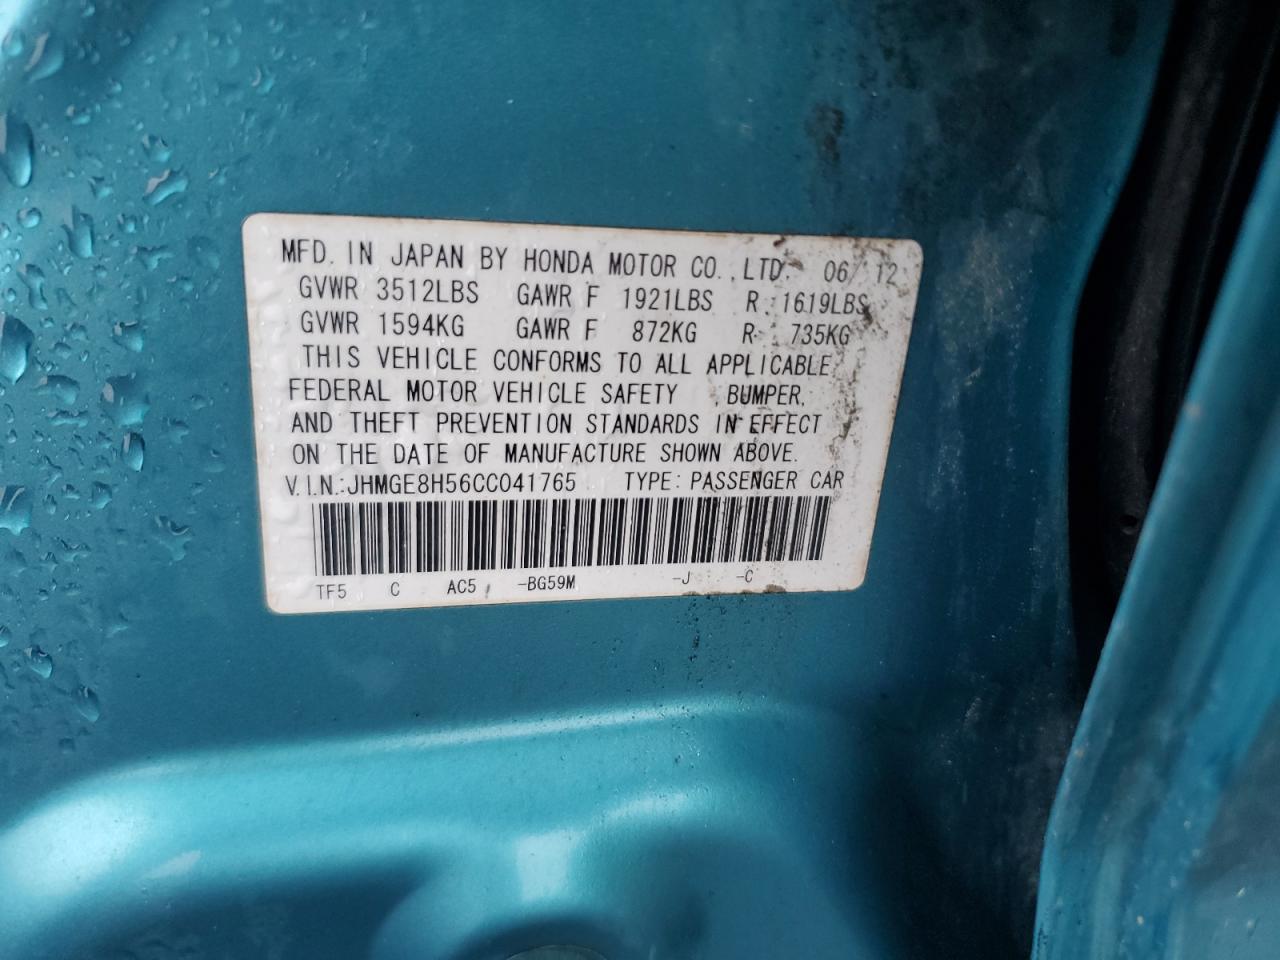 MFD. IN JAPAN BY HONDA MOTOR CO., LTD. 06/12
GVWR 3512LBS GAWR F 1921LBS R 1619LBS
GVWR 1594KG GAWR F 872KG R 735KG
THIS VEHICLE CONFORMS TO ALL APPLICABLE
FEDERAL MOTOR VEHICLE SAFETY , BUMPER,
AND THEFT PREVENTION STANDARDS IN EFFECT
ON THE DATE OF MANUFACTURE SHOWN ABOVE.
V.I.N.:JHMGE8H56CC041765 TYPE: PASSENGER CAR
TF5 C AC5 -BG59M -J -C